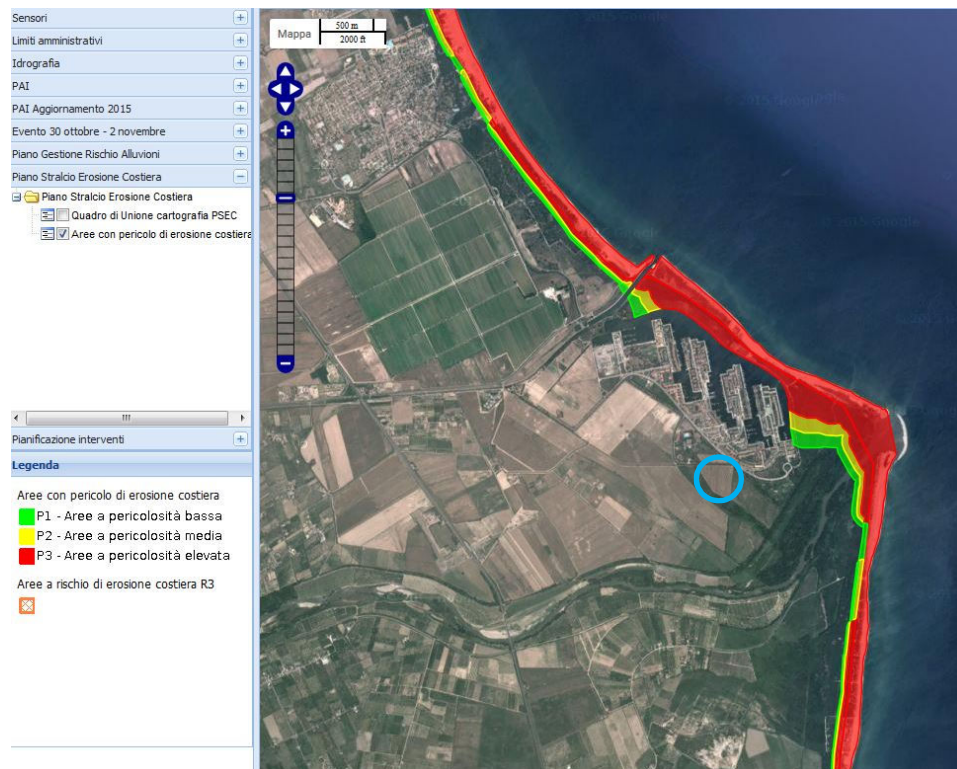 Sensori
Limiti amministrativi
Idrografia
PAI
PAI Aggiornamento 2015
Evento 30 ottobre - 2 novembre
Piano Gestione Rischio Alluvioni
Piano Stralcio Erosione Costiera
Piano Stralcio Erosione Costiera
Quadro di Unione cartografia PSEC
Aree con pericolo di erosione costiera
Pianificazione interventi
Legenda
Aree con pericolo di erosione costiera
P1 - Aree a pericolosità bassa
P2 - Aree a pericolosità media
P3 - Aree a pericolosità elevata
Aree a rischio di erosione costiera R3
Mappa
500 m
2000 ft
2015 Google